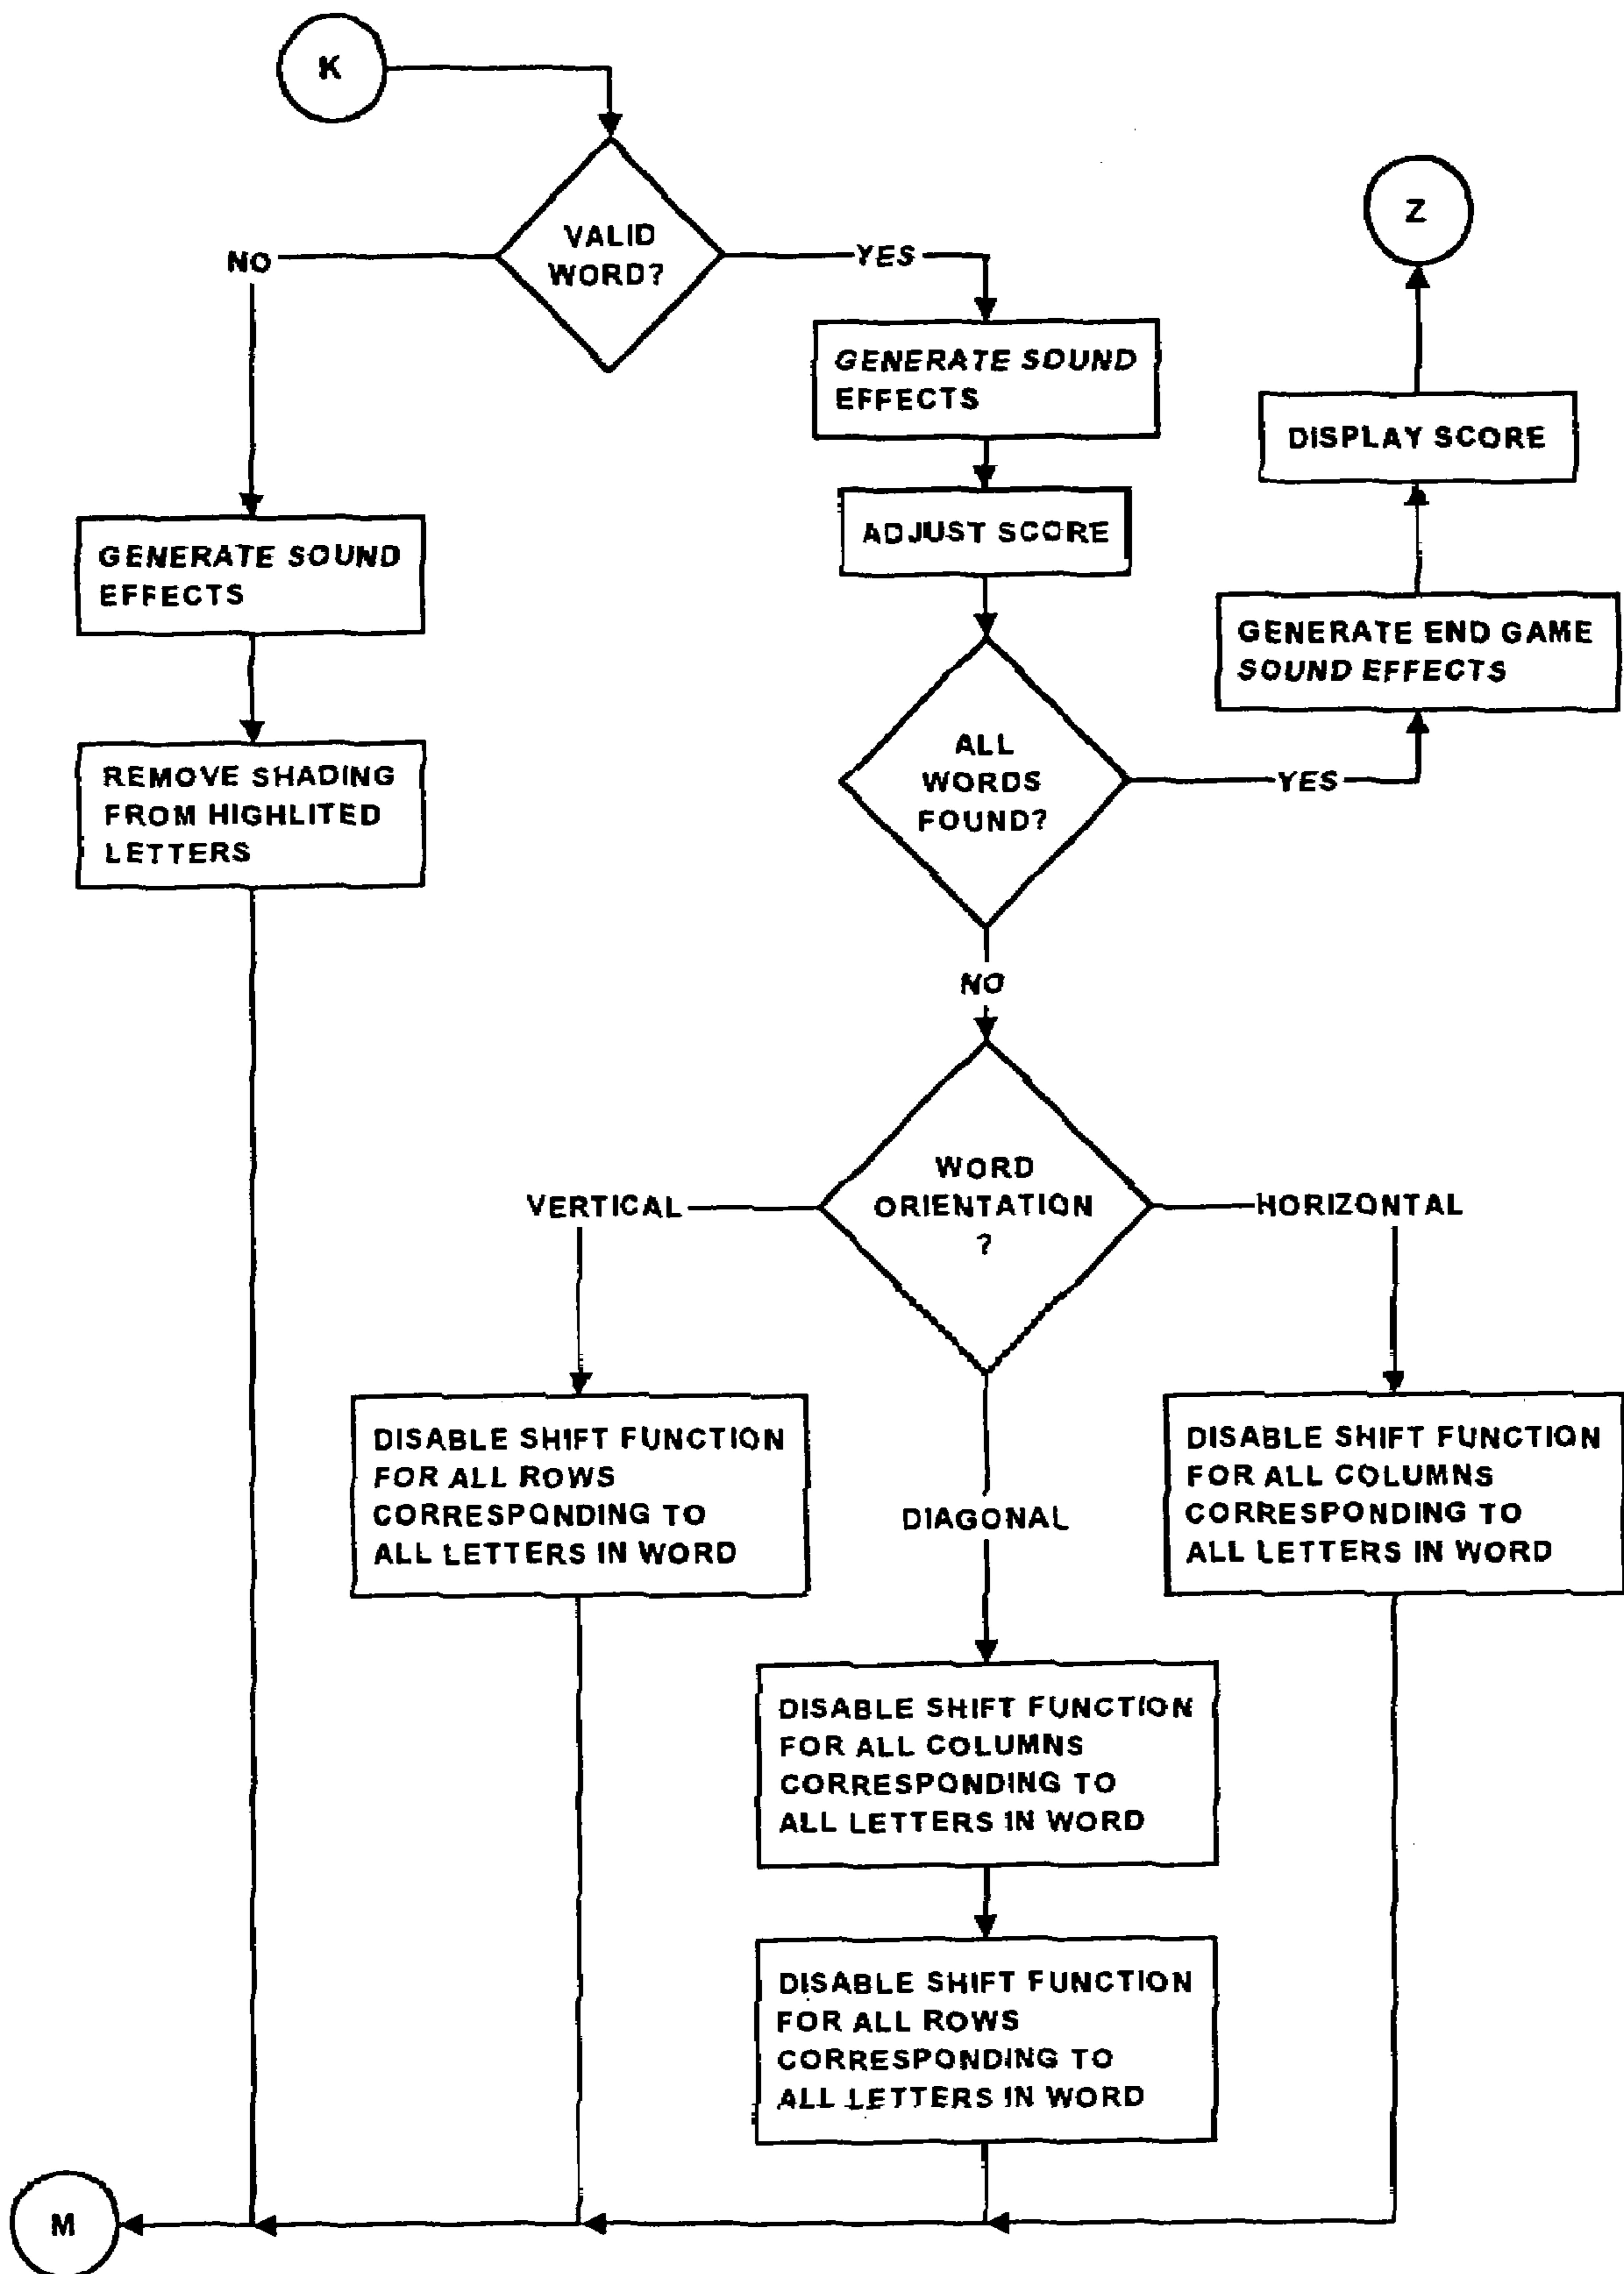 K
VALID
WORD?
NO
YES
Z
GENERATE SOUND
EFFECTS
DISPLAY SCORE
ADJUST SCORE
GENERATE SOUND
EFFECTS
GENERATE END GAME
SOUND EFFECTS
ALL
WORDS
FOUND?
YES
REMOVE SHADING
FROM HIGHLITED
LETTERS
NO
WORD
ORIENTATION
?
VERTICAL
HORIZONTAL
DISABLE SHIFT FUNCTION
FOR ALL ROWS
CORRESPONDING TO
ALL LETTERS IN WORD
DIAGONAL
DISABLE SHIFT FUNCTION
FOR ALL COLUMNS
CORRESPONDING TO
ALL LETTERS IN WORD
DISABLE SHIFT FUNCTION
FOR ALL COLUMNS
CORRESPONDING TO
ALL LETTERS IN WORD
DISABLE SHIFT FUNCTION
FOR ALL ROWS
CORRESPONDING TO
ALL LETTERS IN WORD
M